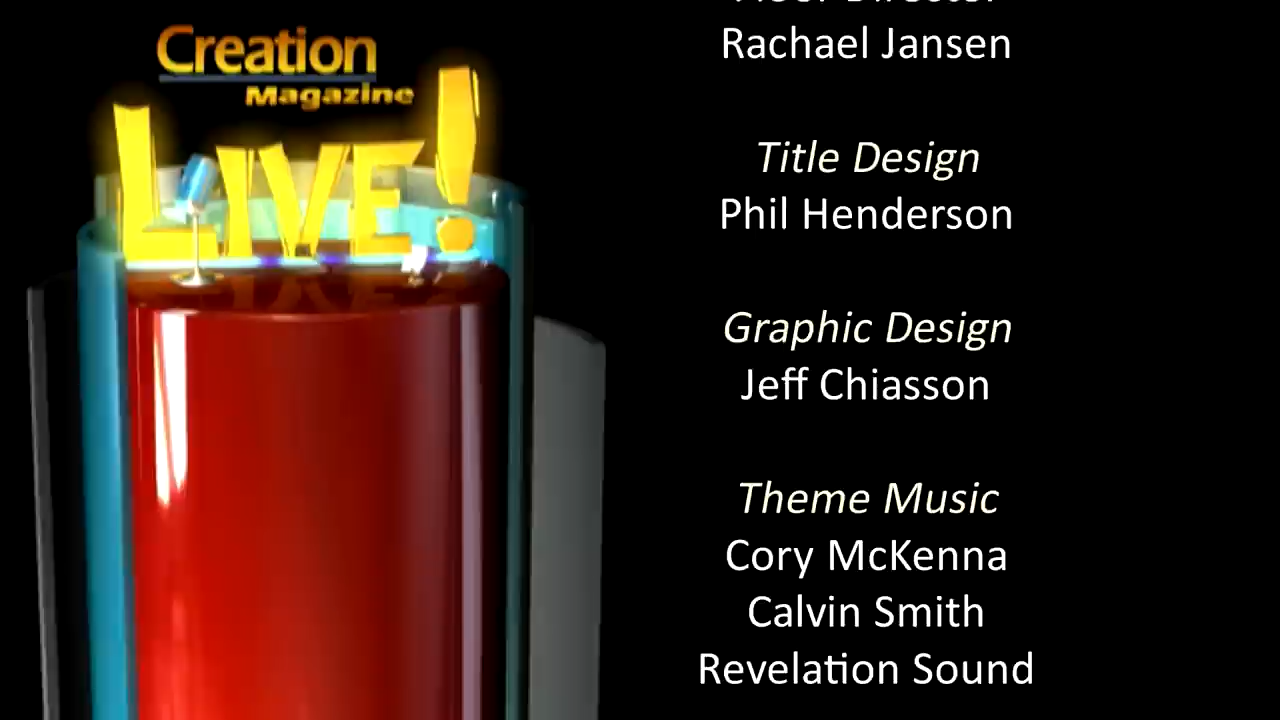 Creation
Magazine
LIVE!
Director
Rachael Jansen
Title Design
Phil Henderson
Graphic Design
Jeff Chiasson
Theme Music
Cory McKenna
Calvin Smith
Revelation Sound